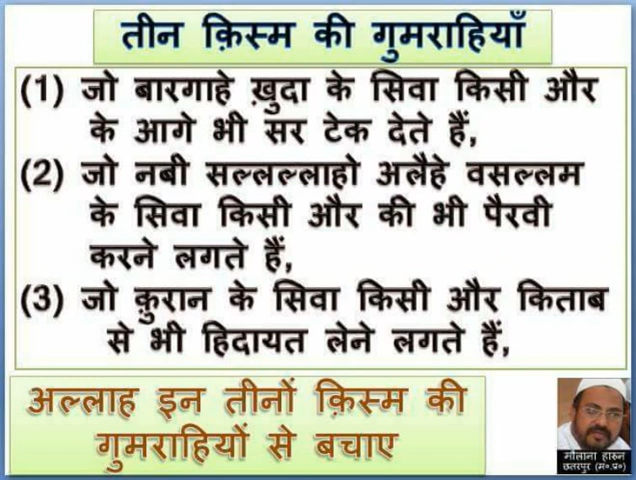 तीन क़िस्म की गुमराहियाँ
(1) जो बारगाहे ख़ुदा के सिवा किसी और
के आगे भी सर टेक देते हैं,
(2) जो नबी सल्लल्लाहो अलैहे वसल्लम
के सिवा किसी और की भी पैरवी
करने लगते हैं,
(3) जो क़ुरान के सिवा किसी और किताब
से भी हिदायत लेने लगते हैं,
अल्लाह इन तीनों क़िस्म की
गुमराहियों से बचाए
मौलाना हारुन
छतरपुर (म०प्र०)